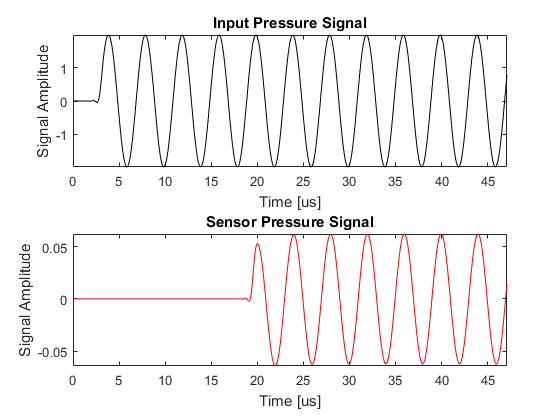 Input Pressure Signal
Signal Amplitude
1
0
-1
0 5 10 15 20 25 30 35 40 45
Time [us]
Sensor Pressure Signal
Signal Amplitude
0.05
0
-0.05
0 5 10 15 20 25 30 35 40 45
Time [us]